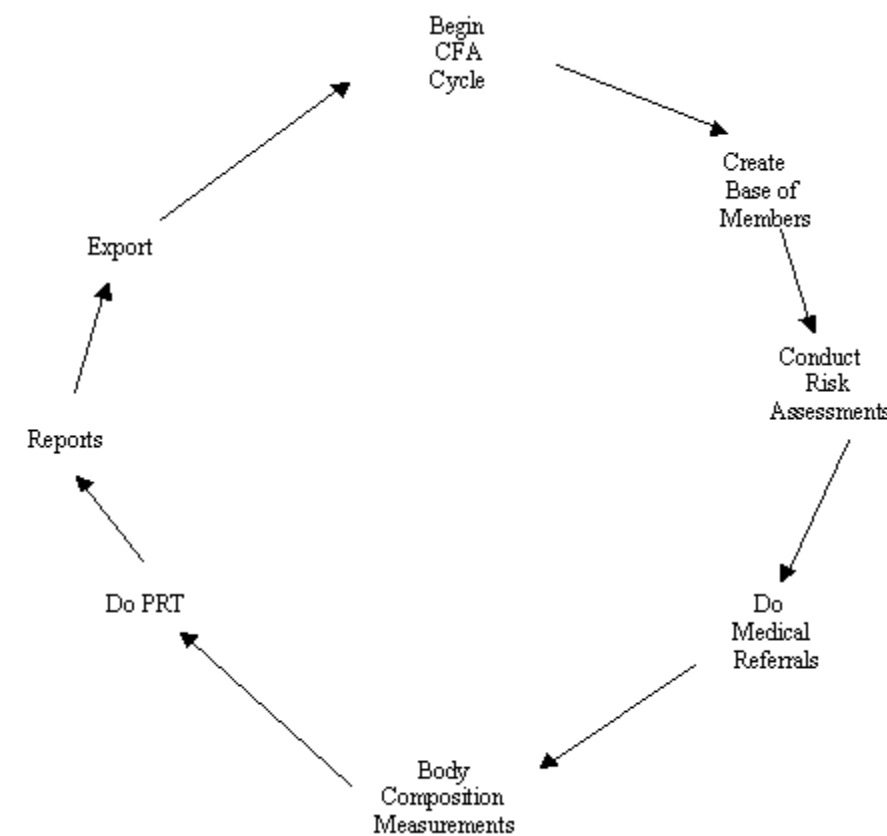 Begin
CFA
Cycle
Create
Base of
Members
Conduct
Risk
Assessments
Do
Medical
Referrals
Body
Composition
Measurements
Do PRT
Reports
Export